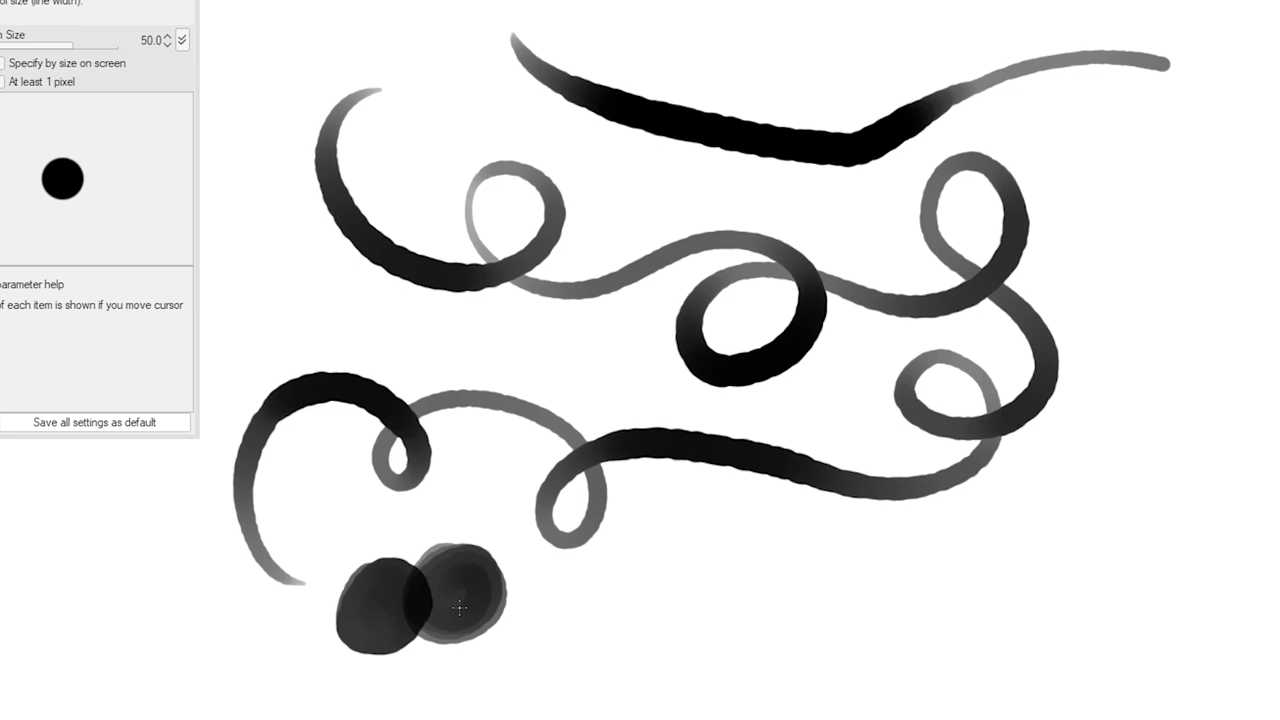 Size 50.0
Specify by size on screen
At least 1 pixel
parameter help
of each item is shown if you move cursor
Save all settings as default